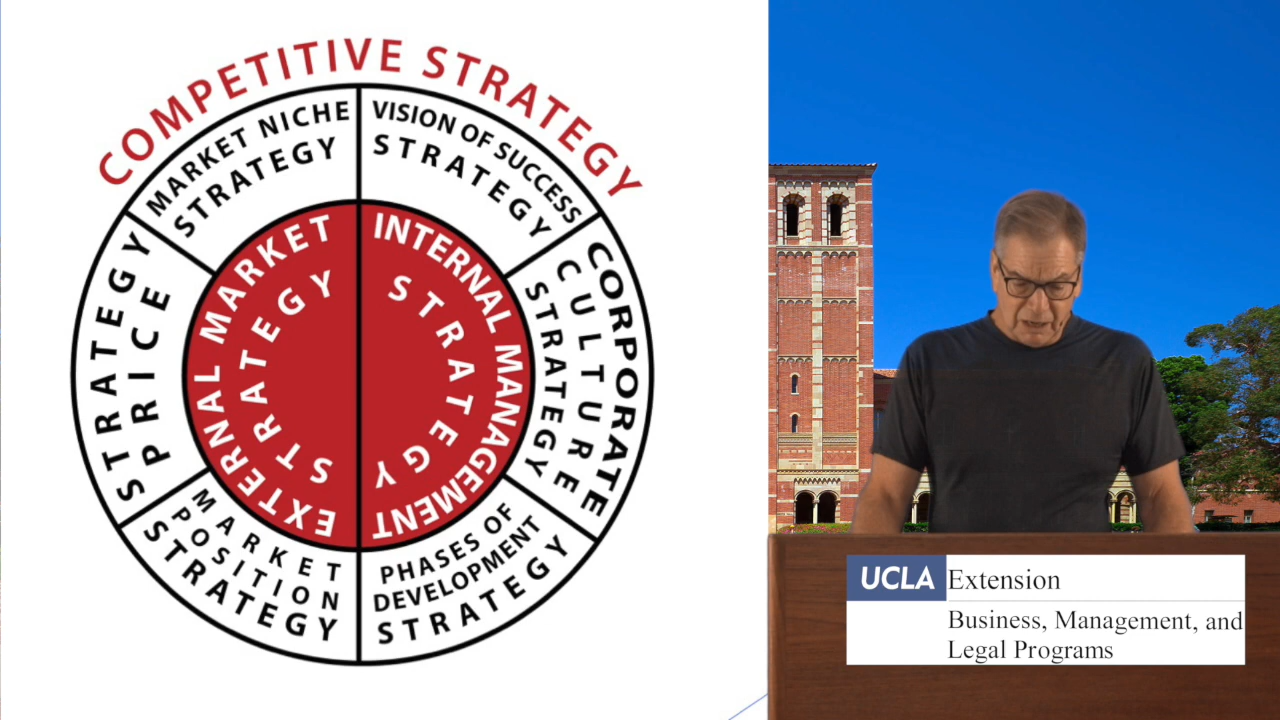 COMPETITIVE STRATEGY
MARKET NICHE
STRATEGY
VISION OF SUCCESS
STRATEGY
CORPORATE
CULTURE
STRATEGY
PHASES OF
DEVELOPMENT
STRATEGY
MARKET
POSITION
STRATEGY
STRATEGY
PRICE
EXTERNAL MARKET
STRATEGY
INTERNAL MANAGEMENT
STRATEGY
UCLA Extension
Business, Management, and
Legal Programs